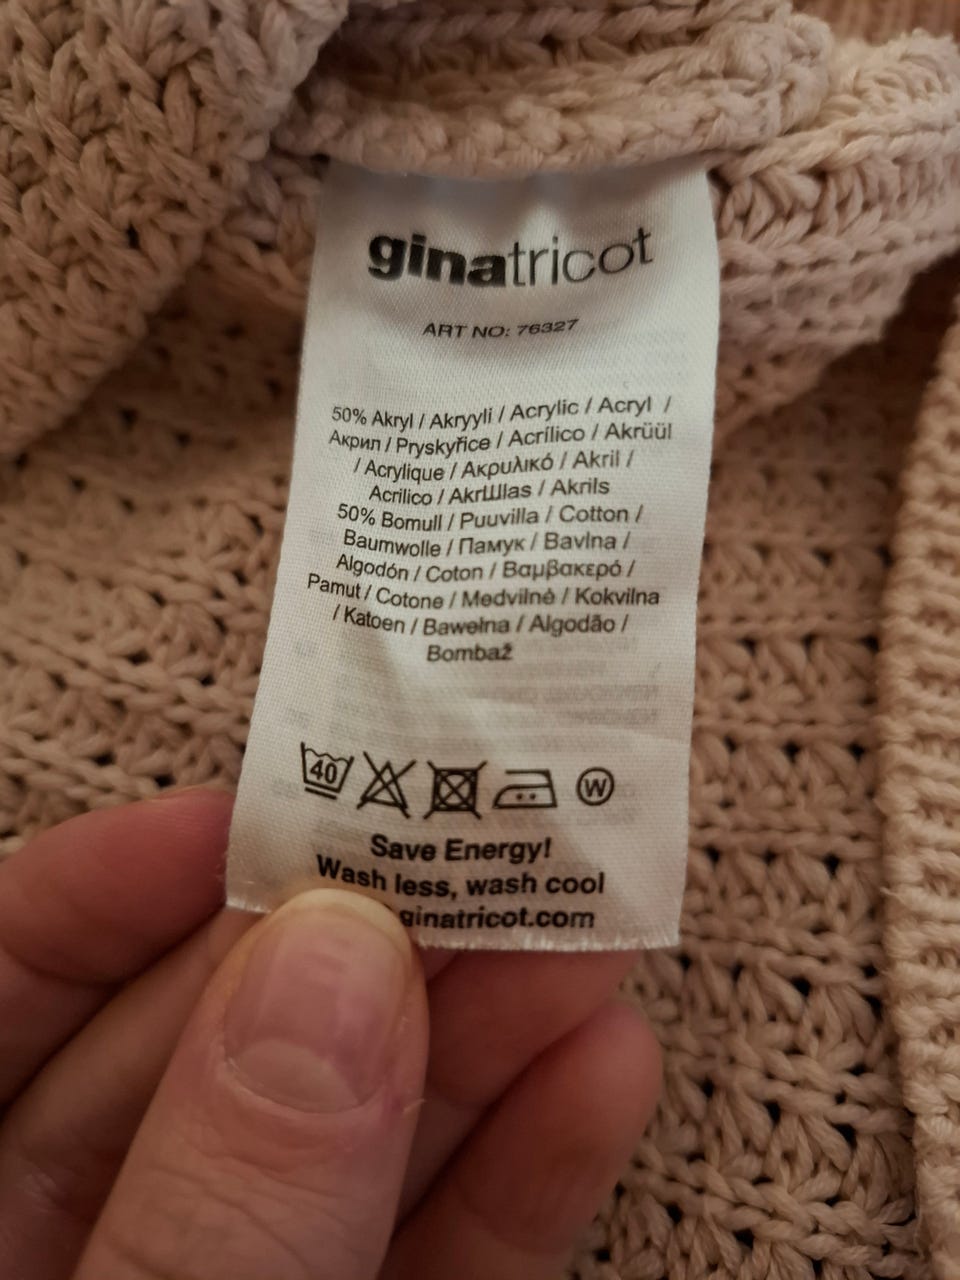 ginatricot
ART NO: 76327
50% Akryl / Akryyli / Acrylic / Acryl /
Акрил / Pryskyřice / Acrílico / Akrüül
/ Acrylique / Ακρυλικό / Akril /
Acrilico / AkrШlas / Akrils
50% Bomull / Puuvilla / Cotton /
Baumwolle / Памук / Bavlna /
Algodón / Coton / Βαμβακερό /
Pamut / Cotone / Medvilnė / Kokvilna
/ Katoen / Bawełna / Algodão /
Bombaž
40 W
Save Energy!
Wash less, wash cool
ginatricot.com